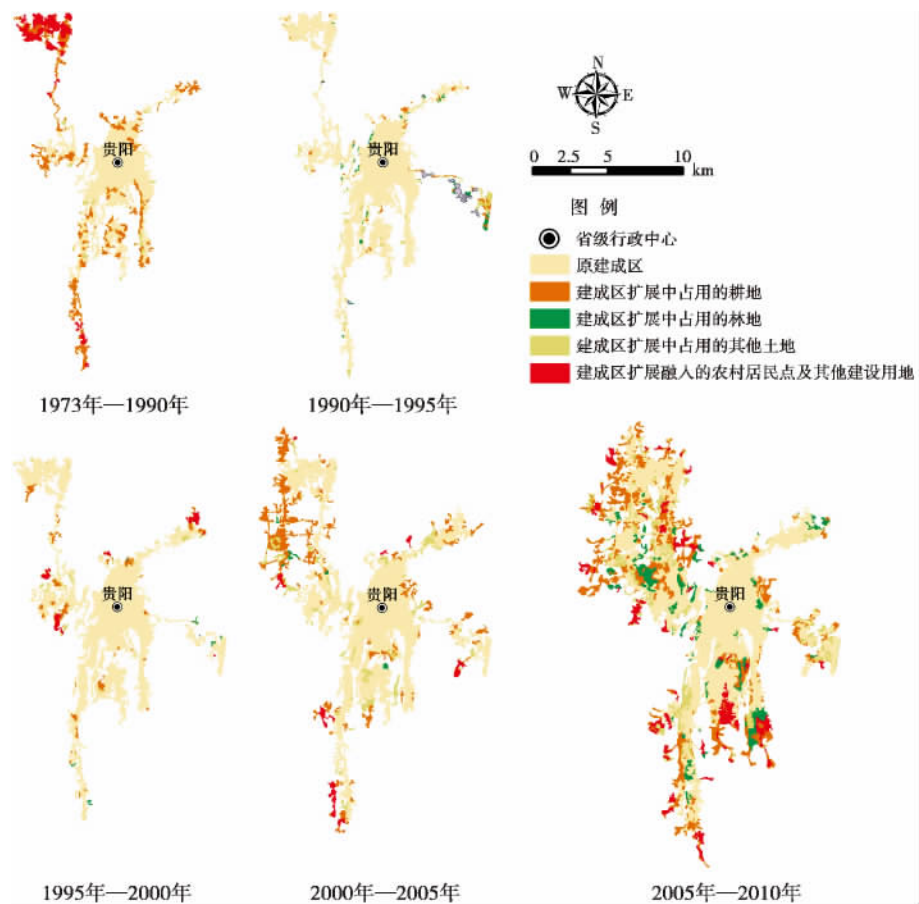 N
W E
S
贵阳
贵阳
0 2.5 5 10
km
图 例
省级行政中心
原建成区
建成区扩展中占用的耕地
建成区扩展中占用的林地
建成区扩展中占用的其他土地
建成区扩展融入的农村居民点及其他建设用地
1973年—1990年
1990年—1995年
贵阳
贵阳
贵阳
1995年—2000年
2000年—2005年
2005年—2010年